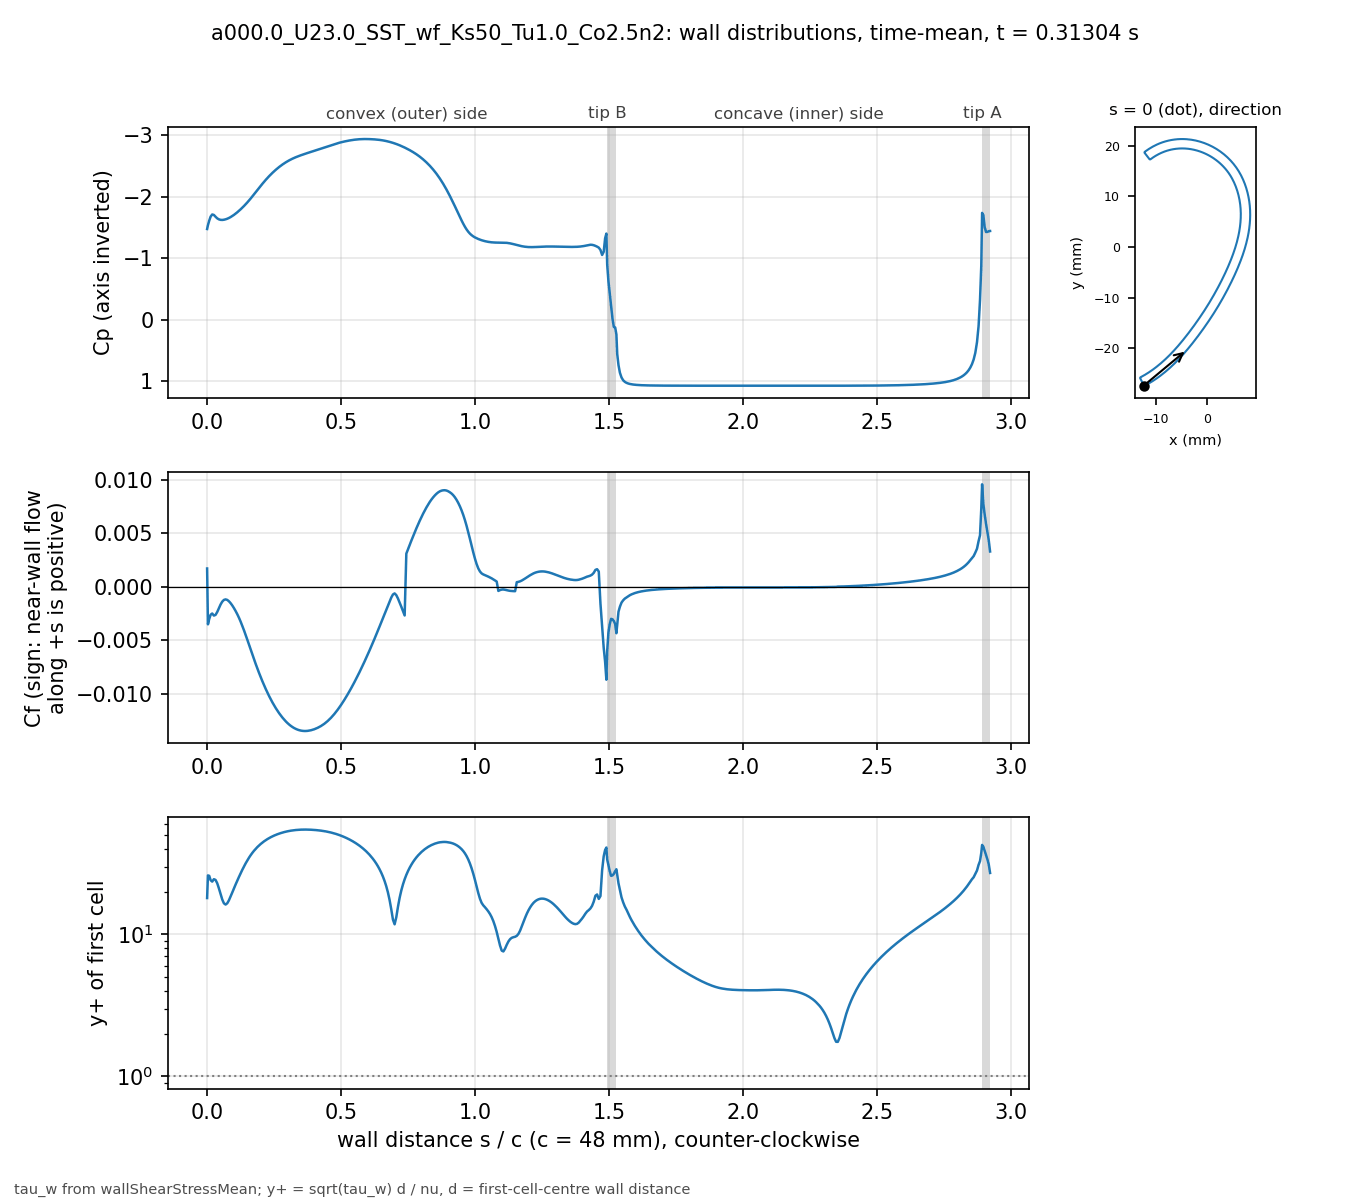 a000.0_U23.0_SST_wf_Ks50_Tu1.0_Co2.5n2: wall distributions, time-mean, t = 0.31304 s
convex (outer) side
tip B
concave (inner) side
tip A
s = 0 (dot), direction
Cp (axis inverted)
−3
−2
−1
0
1
0.0
0.5
1.0
1.5
2.0
2.5
3.0
y (mm)
20
10
0
−10
−20
−10
0
x (mm)
Cf (sign: near-wall flow
along +s is positive)
0.010
0.005
0.000
−0.005
−0.010
0.0
0.5
1.0
1.5
2.0
2.5
3.0
y+ of first cell
10¹
10⁰
0.0
0.5
1.0
1.5
2.0
2.5
3.0
wall distance s / c (c = 48 mm), counter-clockwise
tau_w from wallShearStressMean; y+ = sqrt(tau_w) d / nu, d = first-cell-centre wall distance